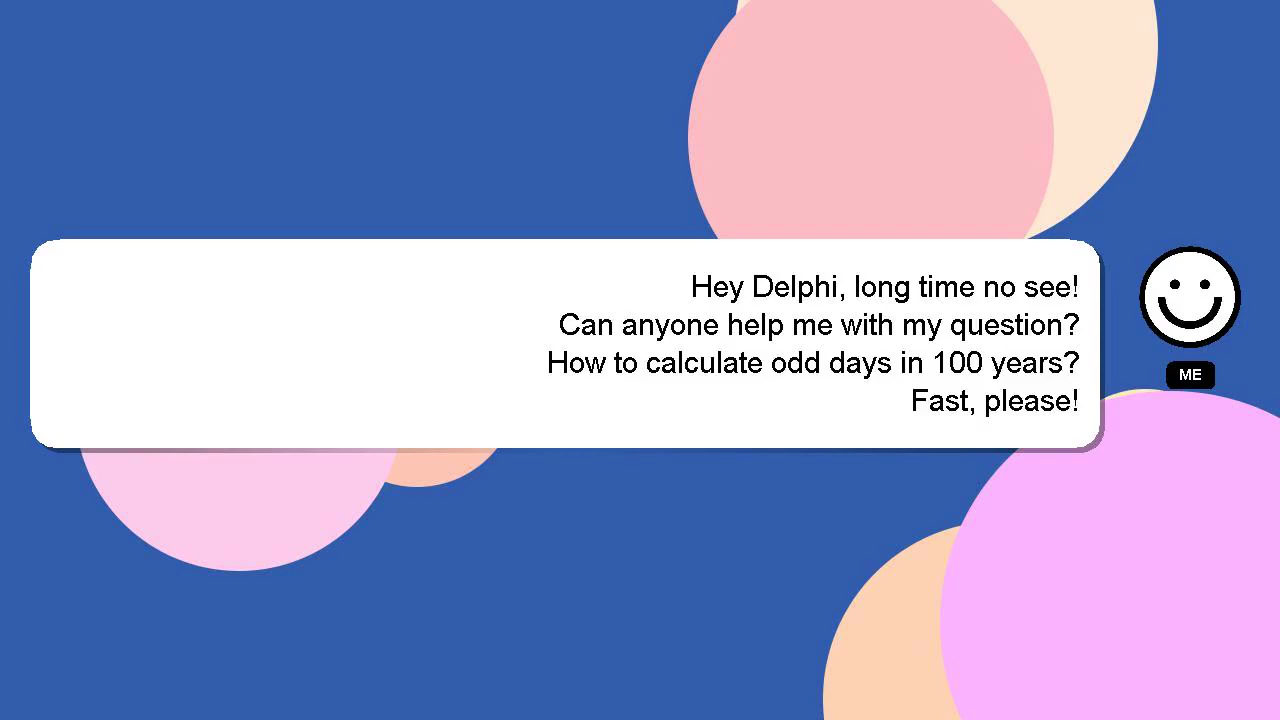 Hey Delphi, long time no see!
Can anyone help me with my question?
How to calculate odd days in 100 years?
Fast, please!
ME